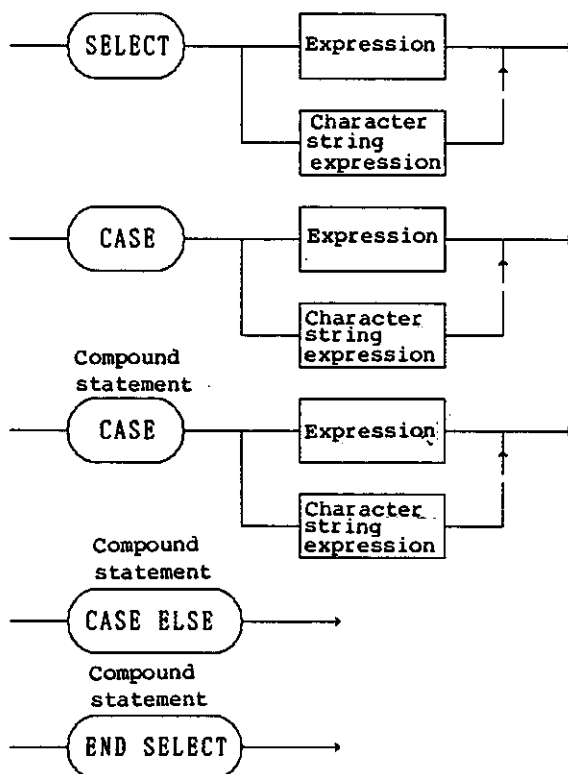 SELECT
Expression
Character
string
expression
CASE
Expression
Character
string
expression
Compound
statement
CASE
Expression
Character
string
expression
Compound
statement
CASE ELSE
Compound
statement
END SELECT